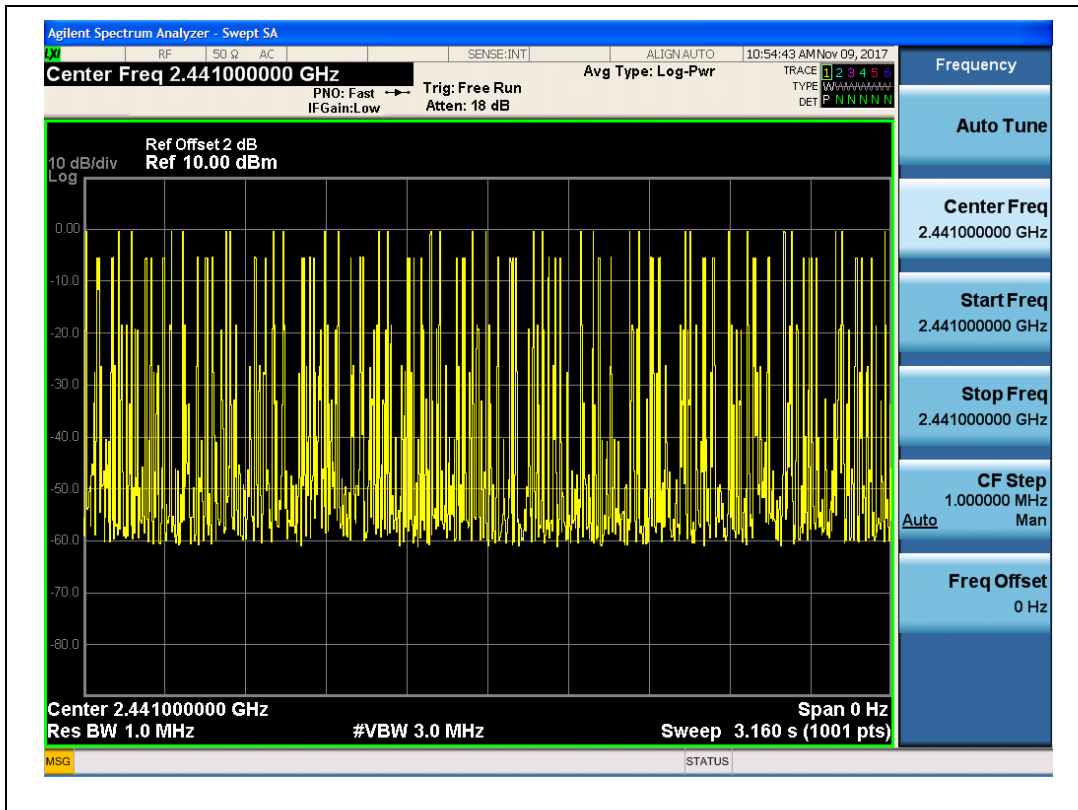 Agilent Spectrum Analyzer - Swept SA
LXI RF 50 Ω AC SENSE:INT ALIGN AUTO 10:54:43 AM Nov 09, 2017
Center Freq 2.441000000 GHz
PNO: Fast
IFGain:Low
Trig: Free Run
Atten: 18 dB
Avg Type: Log-Pwr
TRACE 1 2 3 4 5 6
TYPE W
DET P N N N N N
Ref Offset 2 dB
10 dB/div Ref 10.00 dBm
Log
0.00
-10.0
-20.0
-30.0
-40.0
-50.0
-60.0
-70.0
-80.0
Center 2.441000000 GHz Span 0 Hz
Res BW 1.0 MHz #VBW 3.0 MHz Sweep 3.160 s (1001 pts)
MSG STATUS
Frequency
Auto Tune
Center Freq
2.441000000 GHz
Start Freq
2.441000000 GHz
Stop Freq
2.441000000 GHz
CF Step
1.000000 MHz
Auto Man
Freq Offset
0 Hz